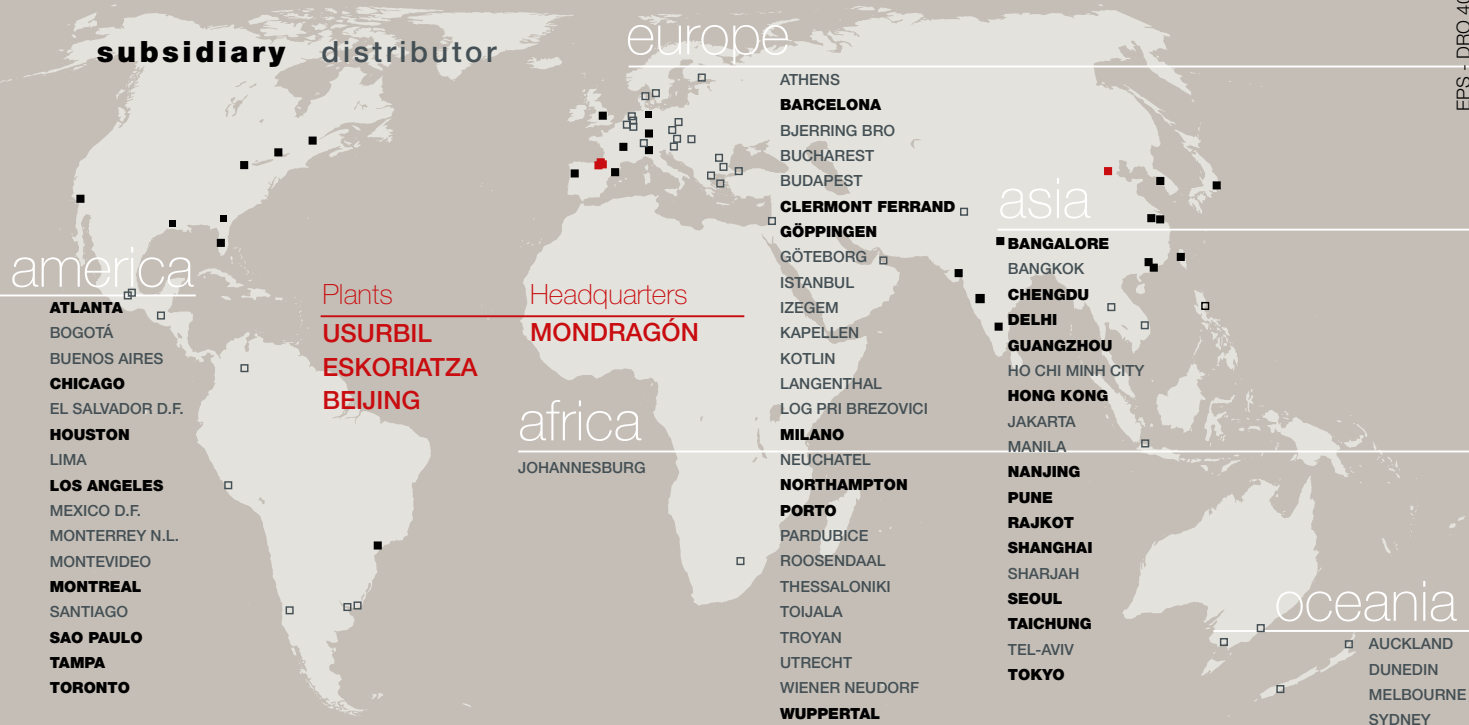 subsidiary distributor
europe
EPS - DRO 40
ATHENS
BARCELONA
BJERRING BRO
BUCHAREST
BUDAPEST
CLERMONT FERRAND
GÖPPINGEN
GÖTEBORG
ISTANBUL
IZEGEM
KAPELLEN
KOTLIN
LANGENTHAL
LOG PRI BREZOVICI
MILANO
NEUCHATEL
NORTHAMPTON
PORTO
PARDUBICE
ROOSENDAAL
THESSALONIKI
TOIJALA
TROYAN
UTRECHT
WIENER NEUDORF
WUPPERTAL
asia
BANGALORE
BANGKOK
CHENGDU
DELHI
GUANGZHOU
HO CHI MINH CITY
HONG KONG
JAKARTA
MANILA
NANJING
PUNE
RAJKOT
SHANGHAI
SHARJAH
SEOUL
TAICHUNG
TEL-AVIV
TOKYO
america
ATLANTA
BOGOTÁ
BUENOS AIRES
CHICAGO
EL SALVADOR D.F.
HOUSTON
LIMA
LOS ANGELES
MEXICO D.F.
MONTERREY N.L.
MONTEVIDEO
MONTREAL
SANTIAGO
SAO PAULO
TAMPA
TORONTO
Plants
USURBIL
ESKORIATZA
BEIJING
Headquarters
MONDRAGÓN
africa
JOHANNESBURG
oceania
AUCKLAND
DUNEDIN
MELBOURNE
SYDNEY